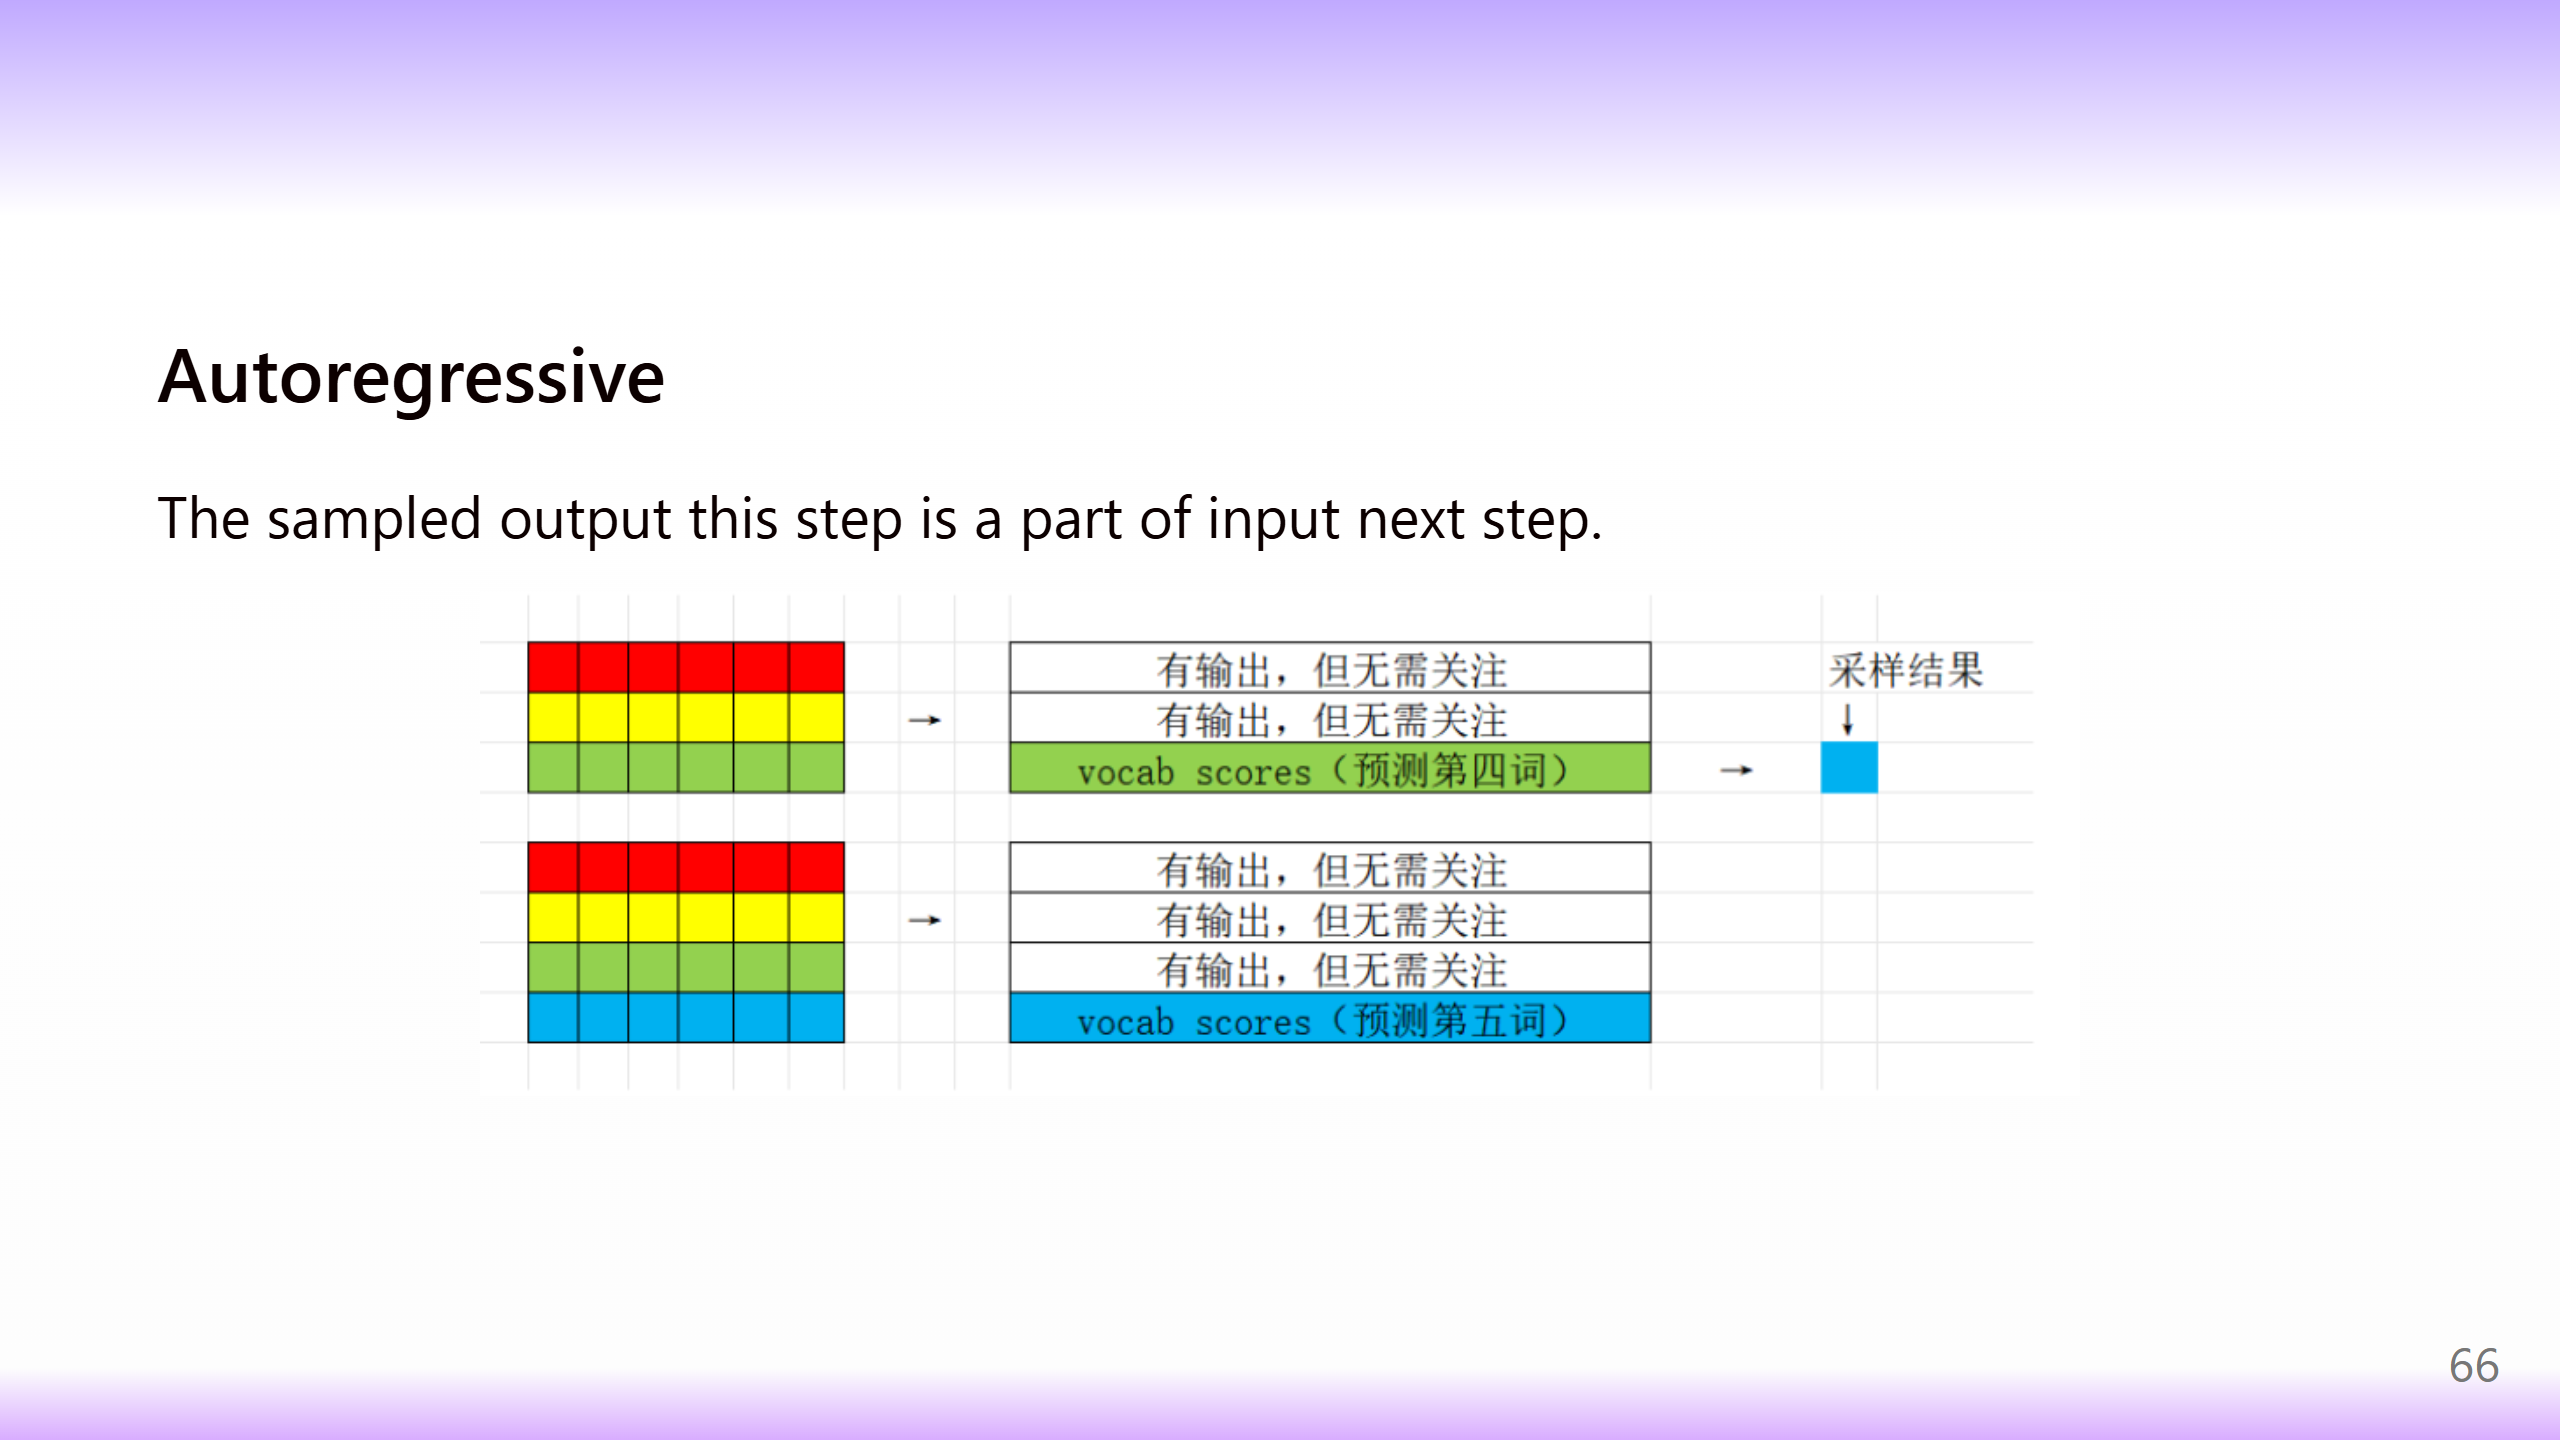 Autoregressive
The sampled output this step is a part of input next step.
有输出，但无需关注
采样结果
有输出，但无需关注
→
↓
vocab scores（预测第四词）
→
有输出，但无需关注
有输出，但无需关注
→
有输出，但无需关注
vocab scores（预测第五词）
66